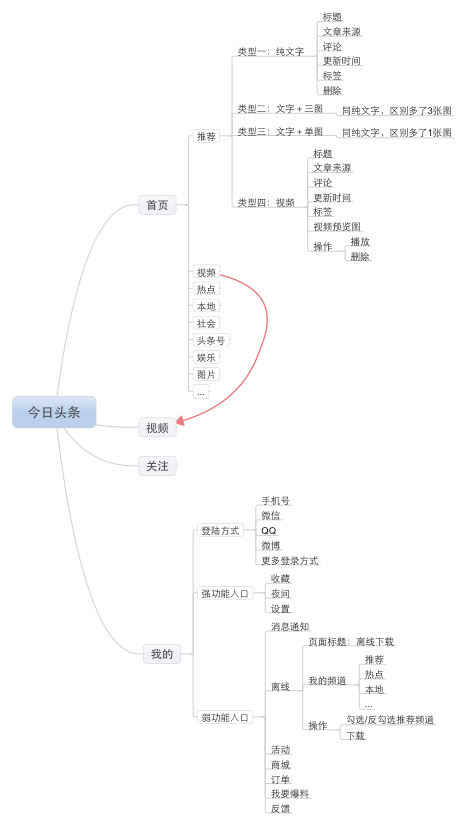 今日头条
首页
推荐
类型一：纯文字
标题
文章来源
评论
更新时间
标签
删除
类型二：文字＋三图
同纯文字，区别多了3张图
类型三：文字＋单图
同纯文字，区别多了1张图
类型四：视频
标题
文章来源
评论
更新时间
标签
视频预览图
操作
播放
删除
视频
热点
本地
社会
头条号
娱乐
图片
...
视频
关注
我的
登陆方式
手机号
微信
QQ
微博
更多登录方式
强功能入口
收藏
夜间
设置
弱功能入口
消息通知
离线
页面标题：离线下载
我的频道
推荐
热点
本地
...
操作
勾选/反勾选推荐频道
下载
活动
商城
订单
我要爆料
反馈